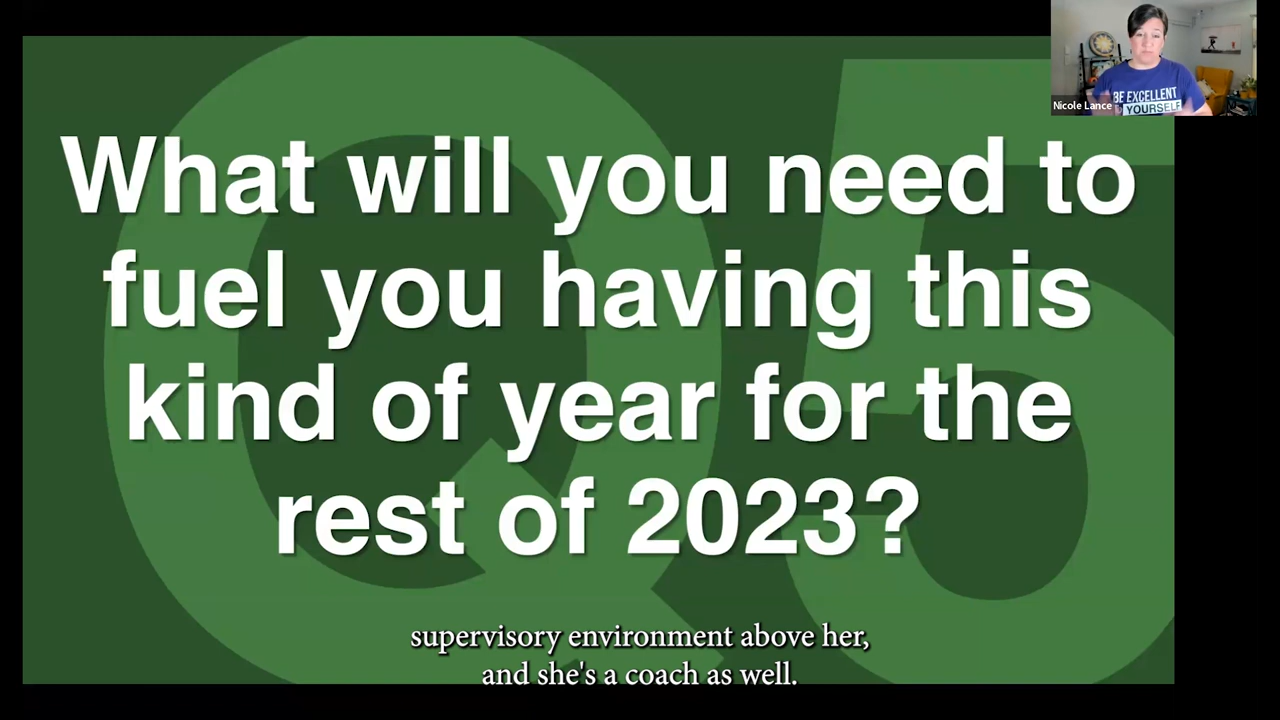 What will you need to
fuel you having this
kind of year for the
rest of 2023?
BE EXCELLENT
YOURSELF
Nicole Lance
supervisory environment above her,
and she's a coach as well.
Q5